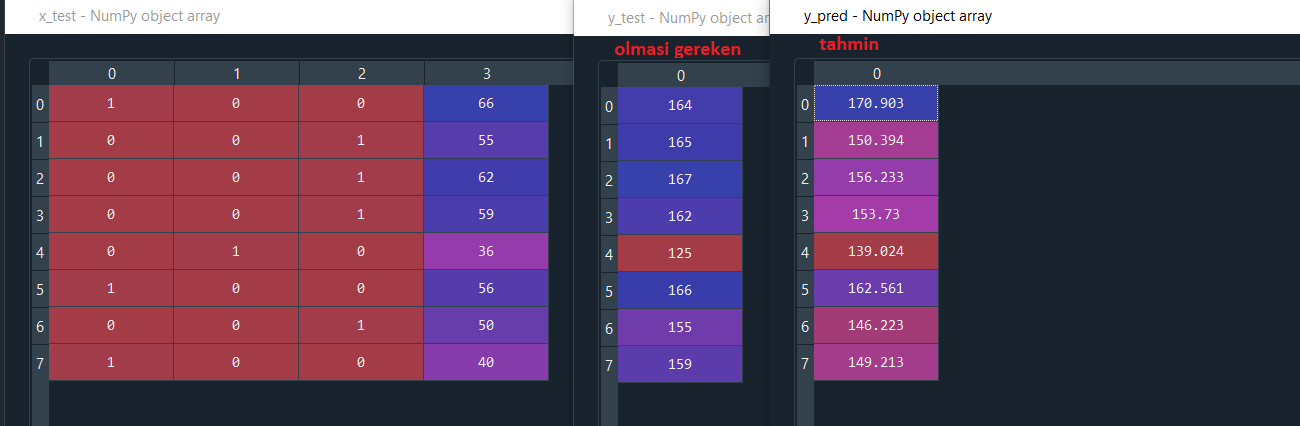 x_test - NumPy object array
0 1 2 3
0 1 0 0 66
1 0 0 1 55
2 0 0 1 62
3 0 0 1 59
4 0 1 0 36
5 1 0 0 56
6 0 0 1 50
7 1 0 0 40
y_test - NumPy object ar
olmasi gereken
0
0 164
1 165
2 167
3 162
4 125
5 166
6 155
7 159
y_pred - NumPy object array
tahmin
0
0 170.903
1 150.394
2 156.233
3 153.73
4 139.024
5 162.561
6 146.223
7 149.213